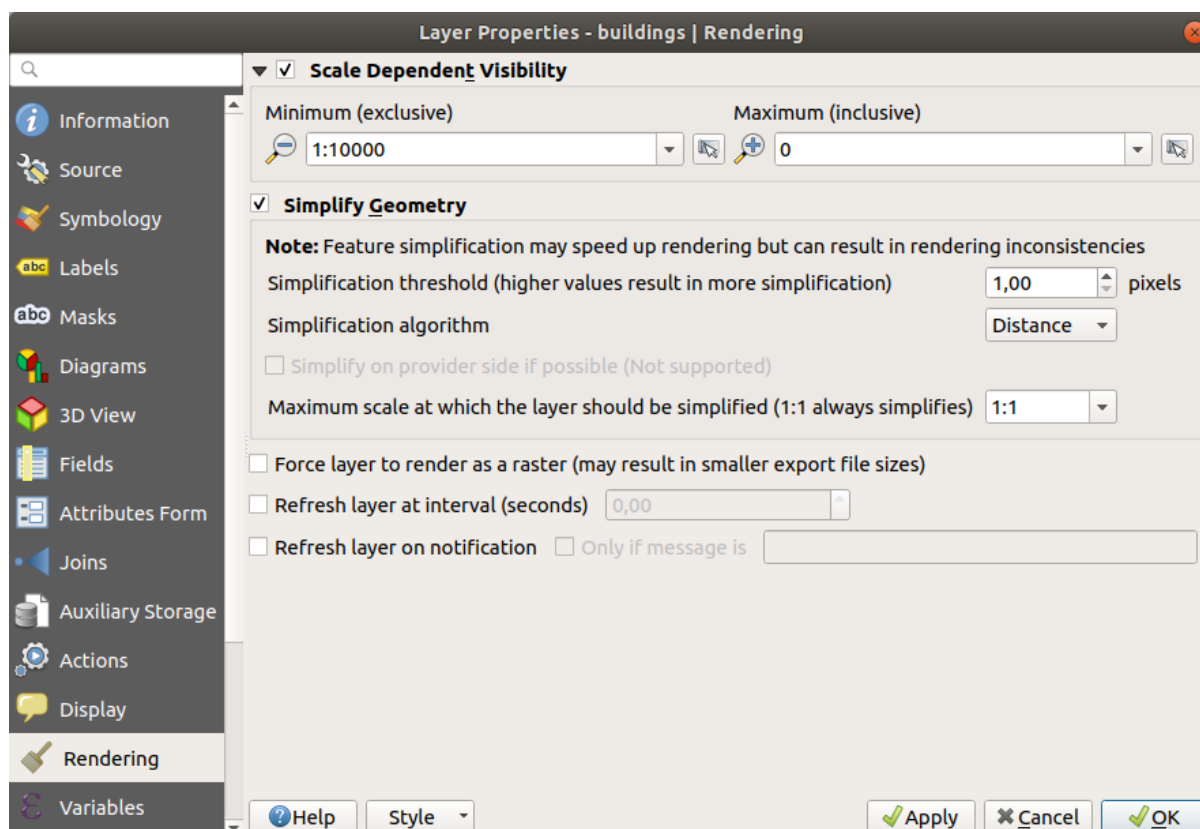 Layer Properties - buildings | Rendering
Information
Source
Symbology
abc Labels
abc Masks
Diagrams
3D View
Fields
Attributes Form
Joins
Auxiliary Storage
Actions
Display
Rendering
Variables
Scale Dependent Visibility
Minimum (exclusive) Maximum (inclusive)
1:10000 0
Simplify Geometry
Note: Feature simplification may speed up rendering but can result in rendering inconsistencies
Simplification threshold (higher values result in more simplification) 1,00 pixels
Simplification algorithm Distance
Simplify on provider side if possible (Not supported)
Maximum scale at which the layer should be simplified (1:1 always simplifies) 1:1
Force layer to render as a raster (may result in smaller export file sizes)
Refresh layer at interval (seconds) 0,00
Refresh layer on notification Only if message is
Help Style Apply Cancel OK